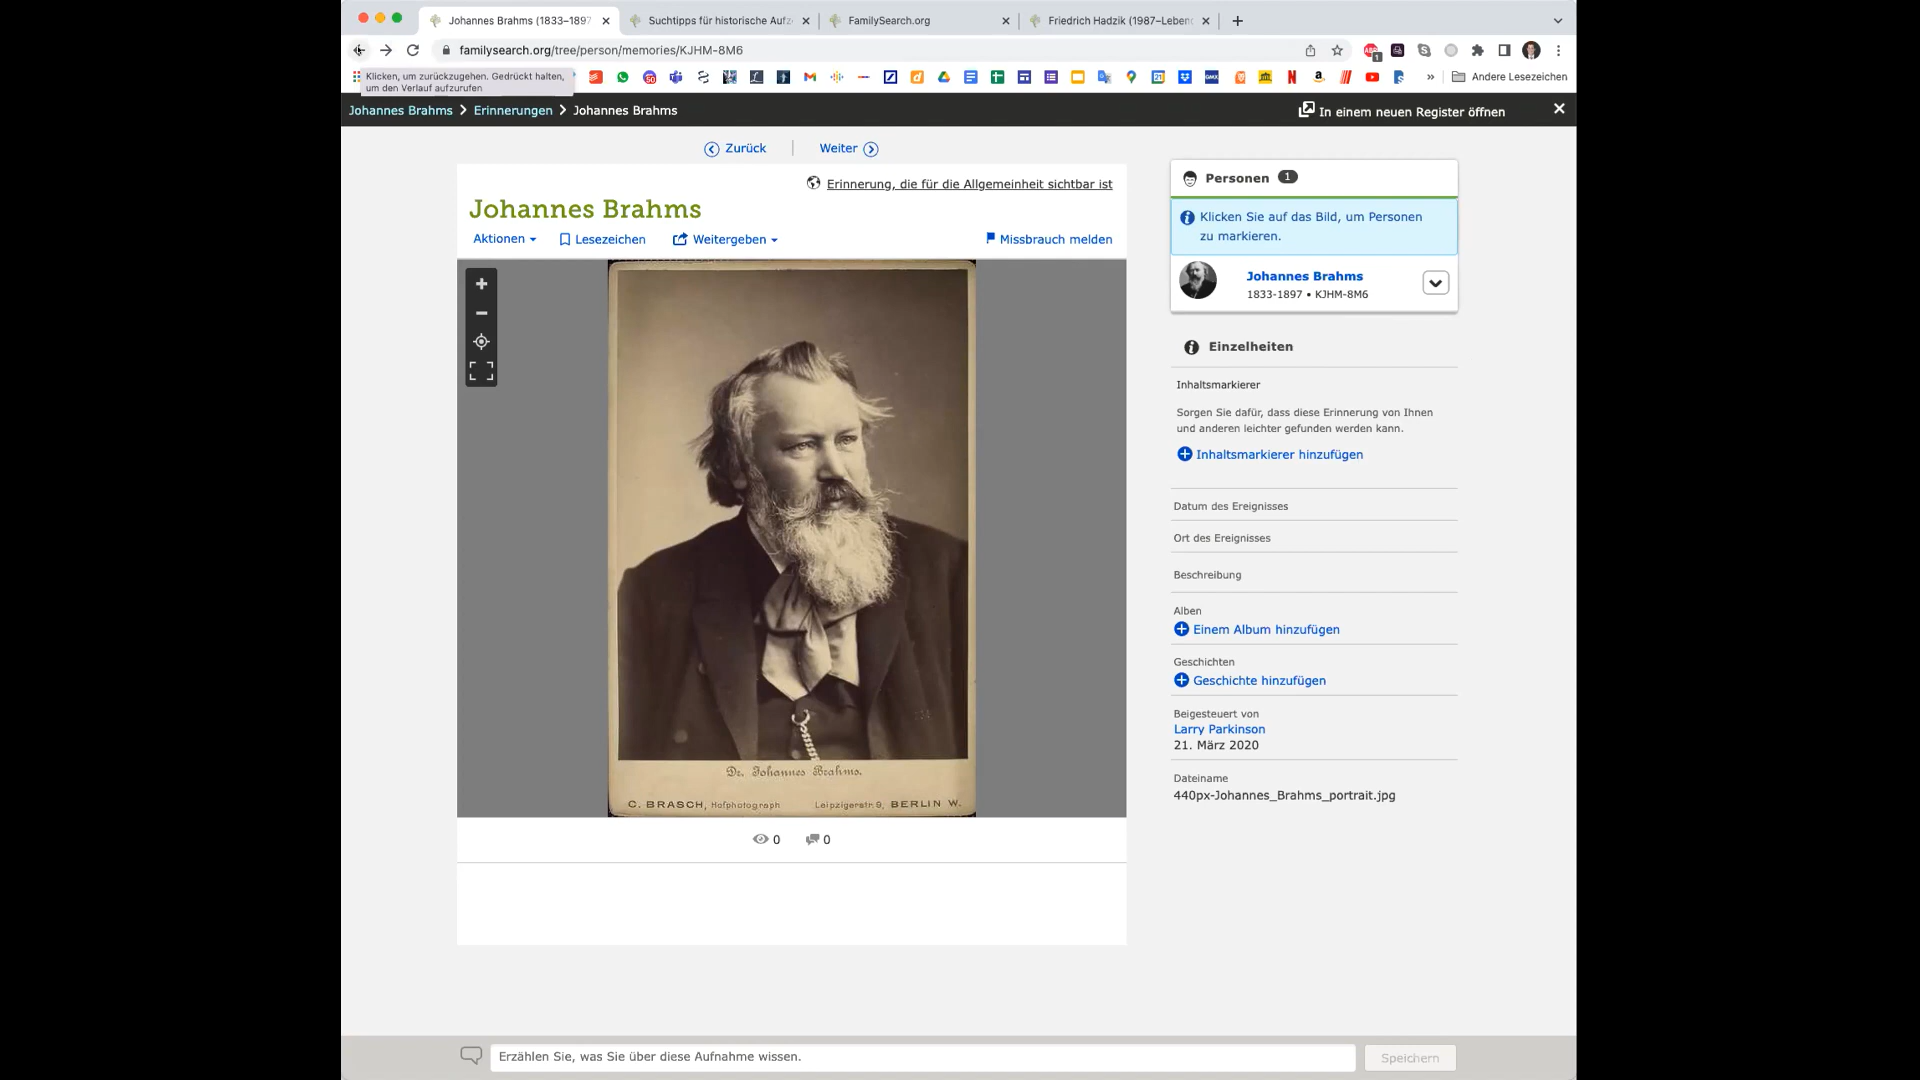 Johannes Brahms (1833–1897
Suchtipps für historische Aufz
FamilySearch.org
Friedrich Hadzik (1987–Lebend
familysearch.org/tree/person/memories/KJHM-8M6
Klicken, um zurückzugehen. Gedrückt halten,
um den Verlauf aufzurufen
Andere Lesezeichen
Johannes Brahms > Erinnerungen > Johannes Brahms
In einem neuen Register öffnen
Zurück
Weiter
Erinnerung, die für die Allgemeinheit sichtbar ist
Johannes Brahms
Aktionen
Lesezeichen
Weitergeben
Missbrauch melden
Dr. Johannes Brahms.
C. BRASCH, Hofphotograph Leipzigerstr. 9, BERLIN W.
0
0
Personen 1
Klicken Sie auf das Bild, um Personen
zu markieren.
Johannes Brahms
1833-1897 • KJHM-8M6
Einzelheiten
Inhaltsmarkierer
Sorgen Sie dafür, dass diese Erinnerung von Ihnen
und anderen leichter gefunden werden kann.
Inhaltsmarkierer hinzufügen
Datum des Ereignisses
Ort des Ereignisses
Beschreibung
Alben
Einem Album hinzufügen
Geschichten
Geschichte hinzufügen
Beigesteuert von
Larry Parkinson
21. März 2020
Dateiname
440px-Johannes_Brahms_portrait.jpg
Erzählen Sie, was Sie über diese Aufnahme wissen.
Speichern